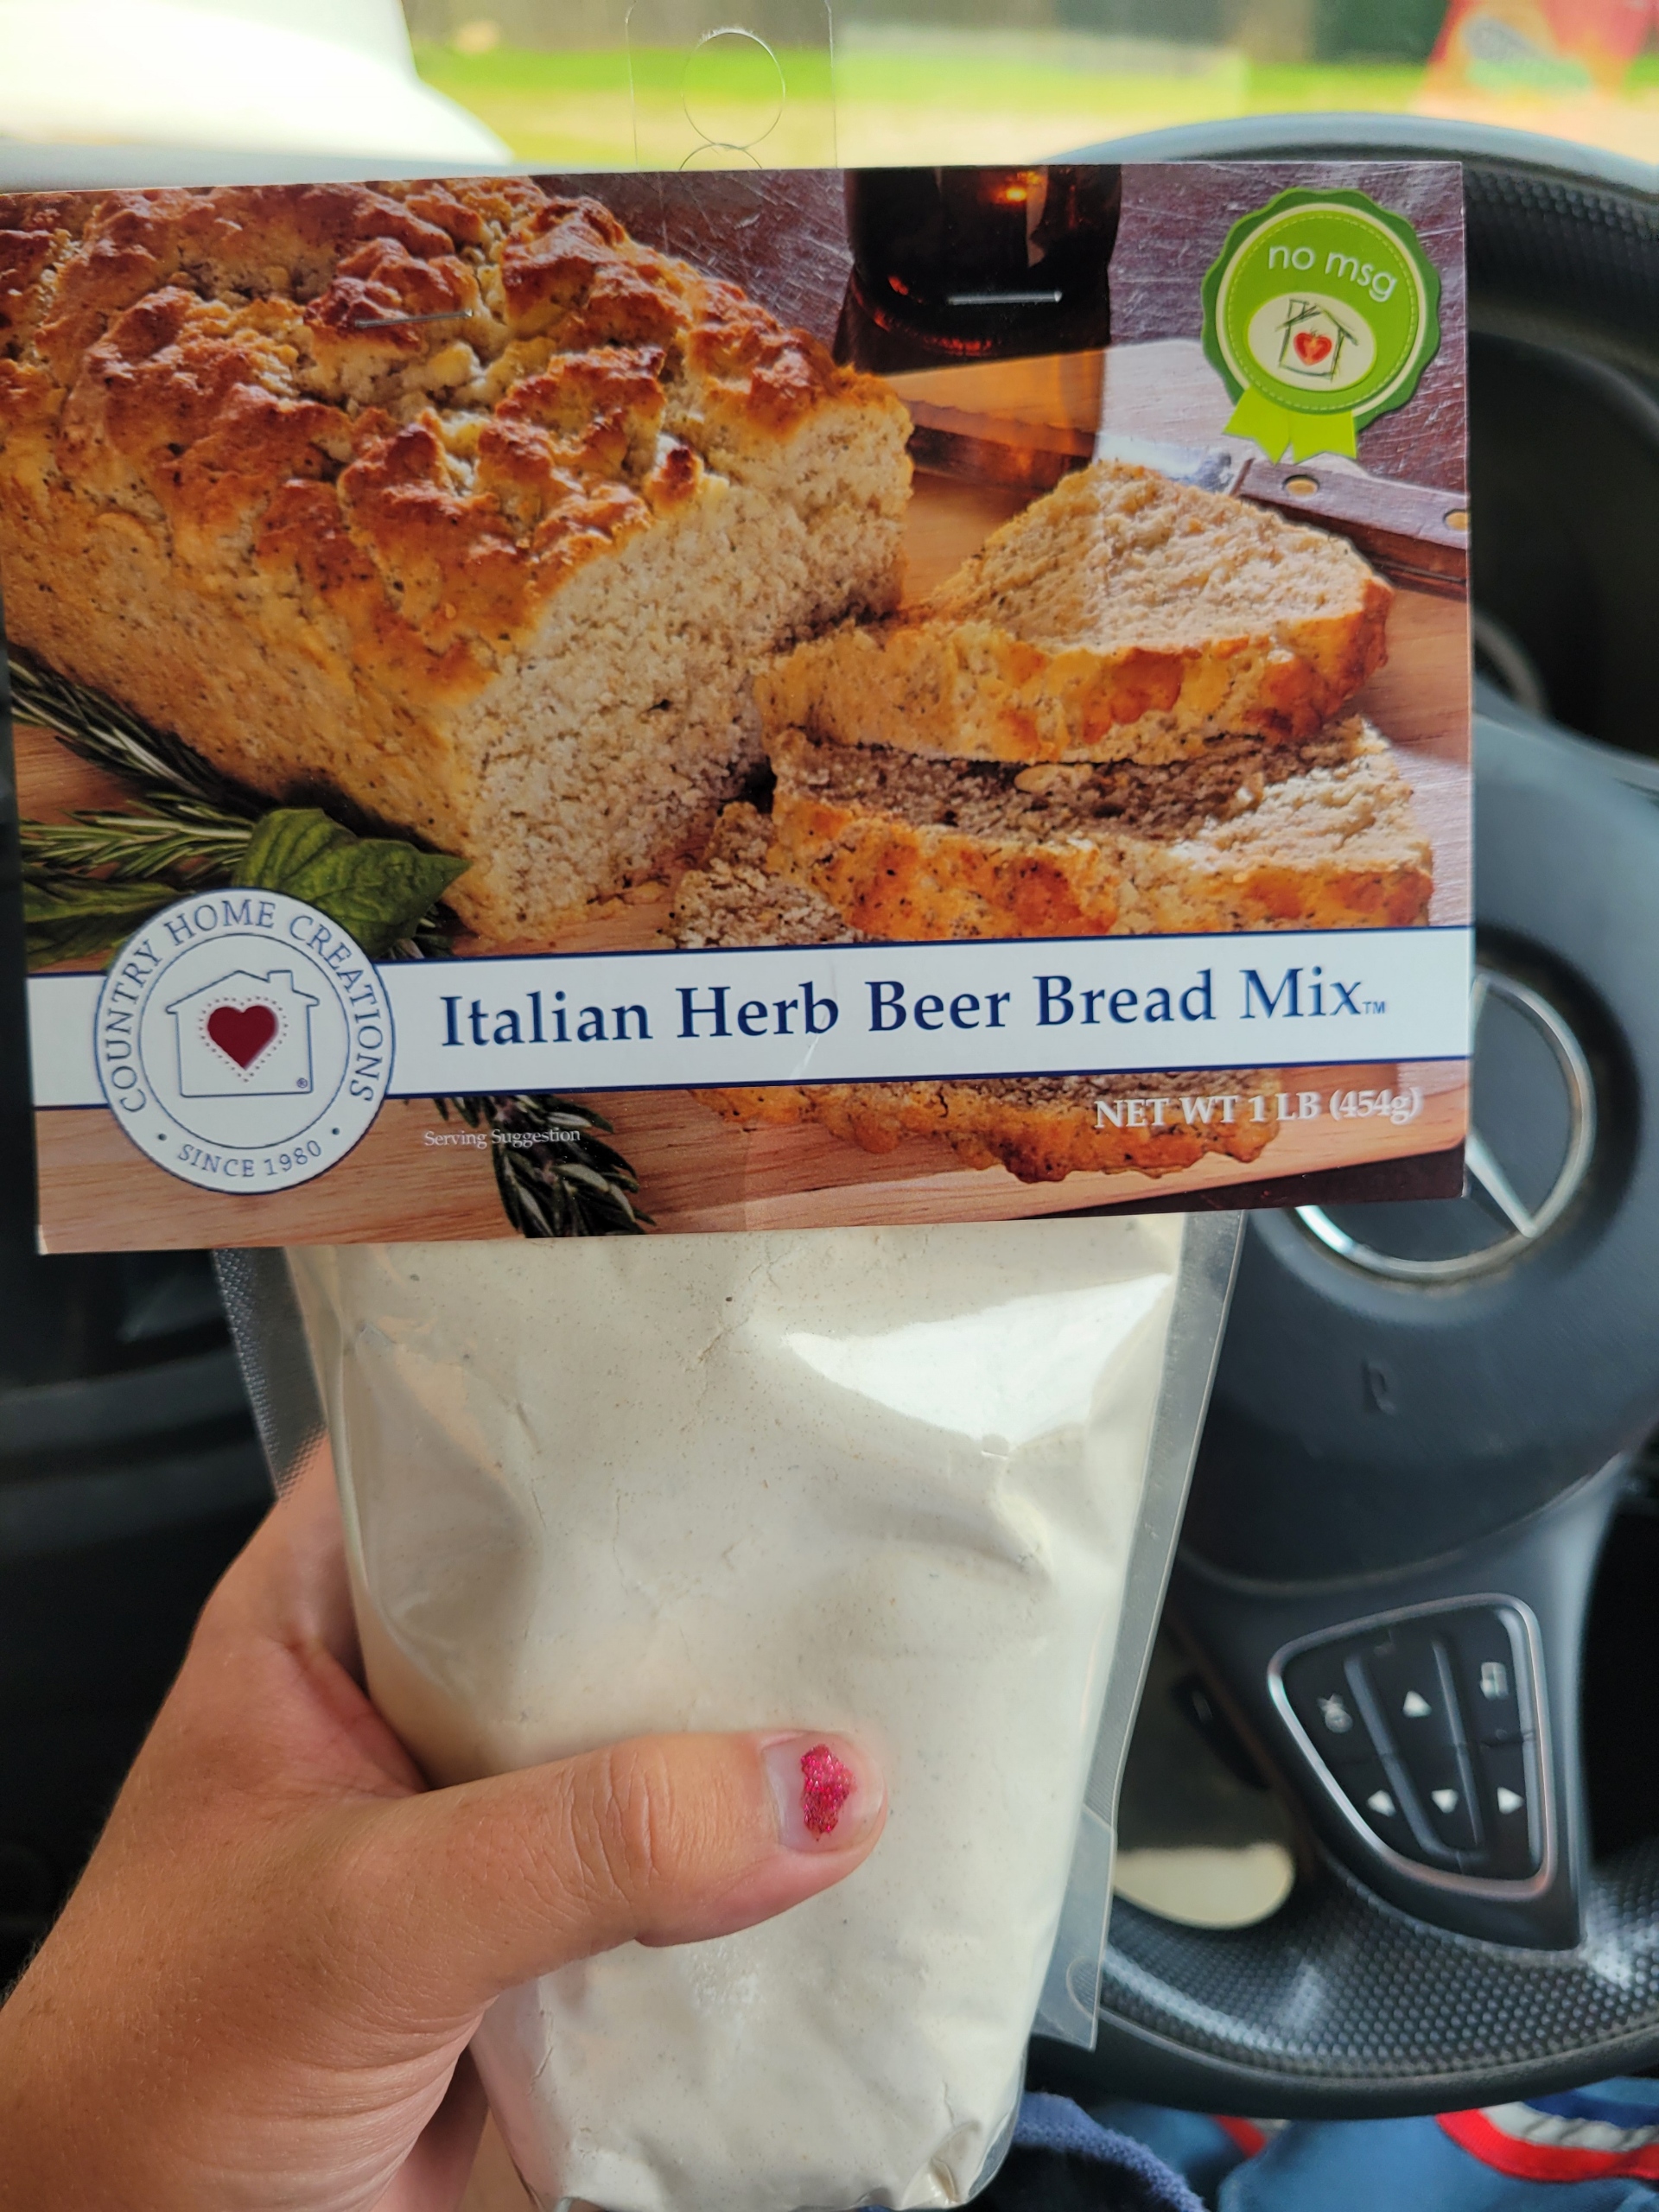 no msg
COUNTRY HOME CREATIONS
• SINCE 1980 •
®
Italian Herb Beer Bread Mix™
Serving Suggestion
NET WT 1 LB (454g)